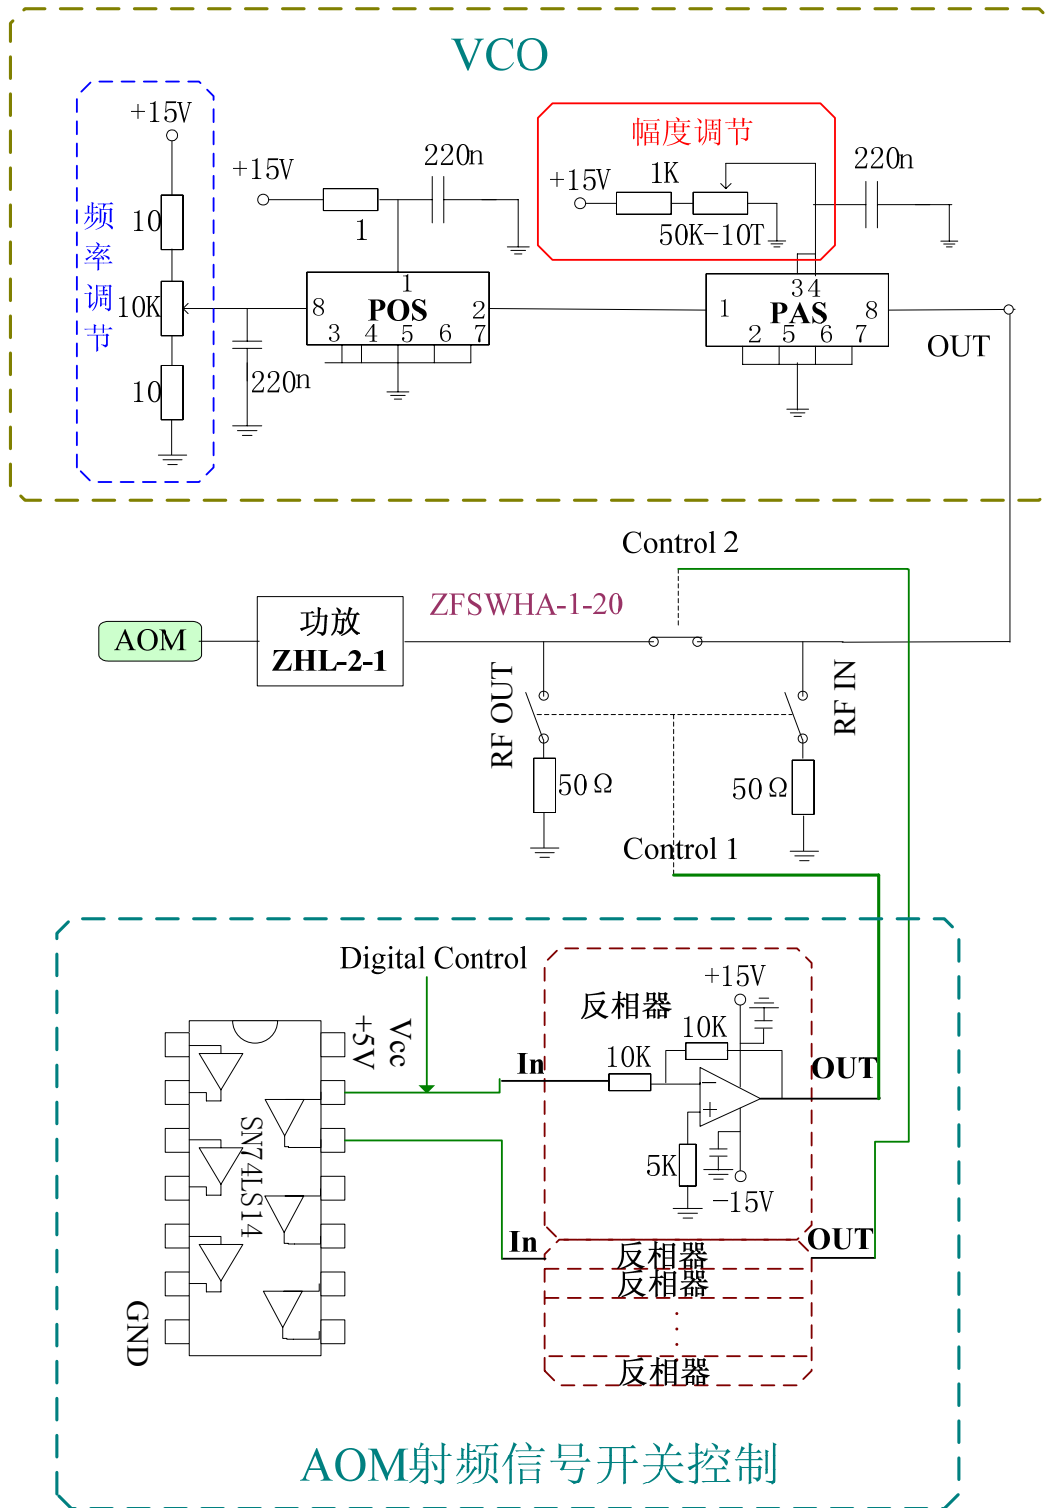 VCO
+15V
频率调节
10
10K
10
220n
+15V
1
220n
幅度调节
+15V
1K
50K-10T
220n
1
8
POS
2
3 4 5 6 7
34
1
PAS
8
2 5 6 7
OUT
Control 2
ZFSWHA-1-20
AOM
功放
ZHL-2-1
RF OUT
RF IN
50Ω
50Ω
Control 1
Digital Control
+15V
反相器
10K
10K
In
OUT
+5V
Vcc
SN74LS14
5K
-15V
In
OUT
反相器
反相器
反相器
GND
AOM射频信号开关控制